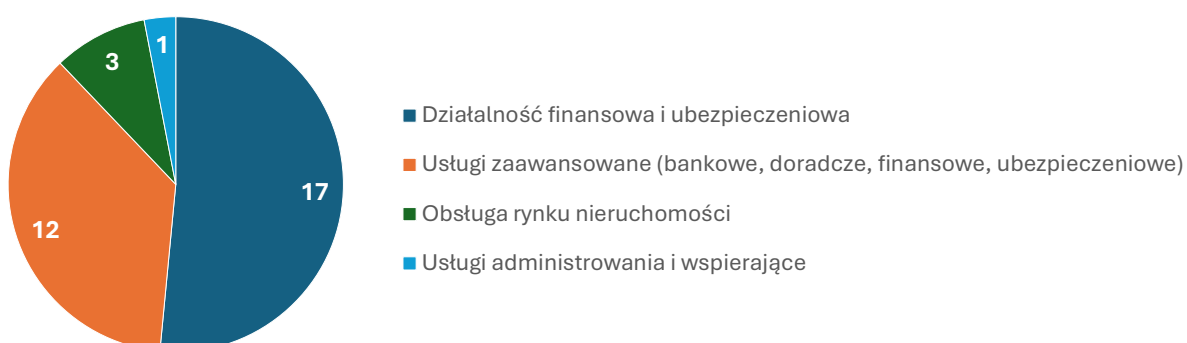 1
3
17
12
Działalność finansowa i ubezpieczeniowa
Usługi zaawansowane (bankowe, doradcze, finansowe, ubezpieczeniowe)
Obsługa rynku nieruchomości
Usługi administrowania i wspierające